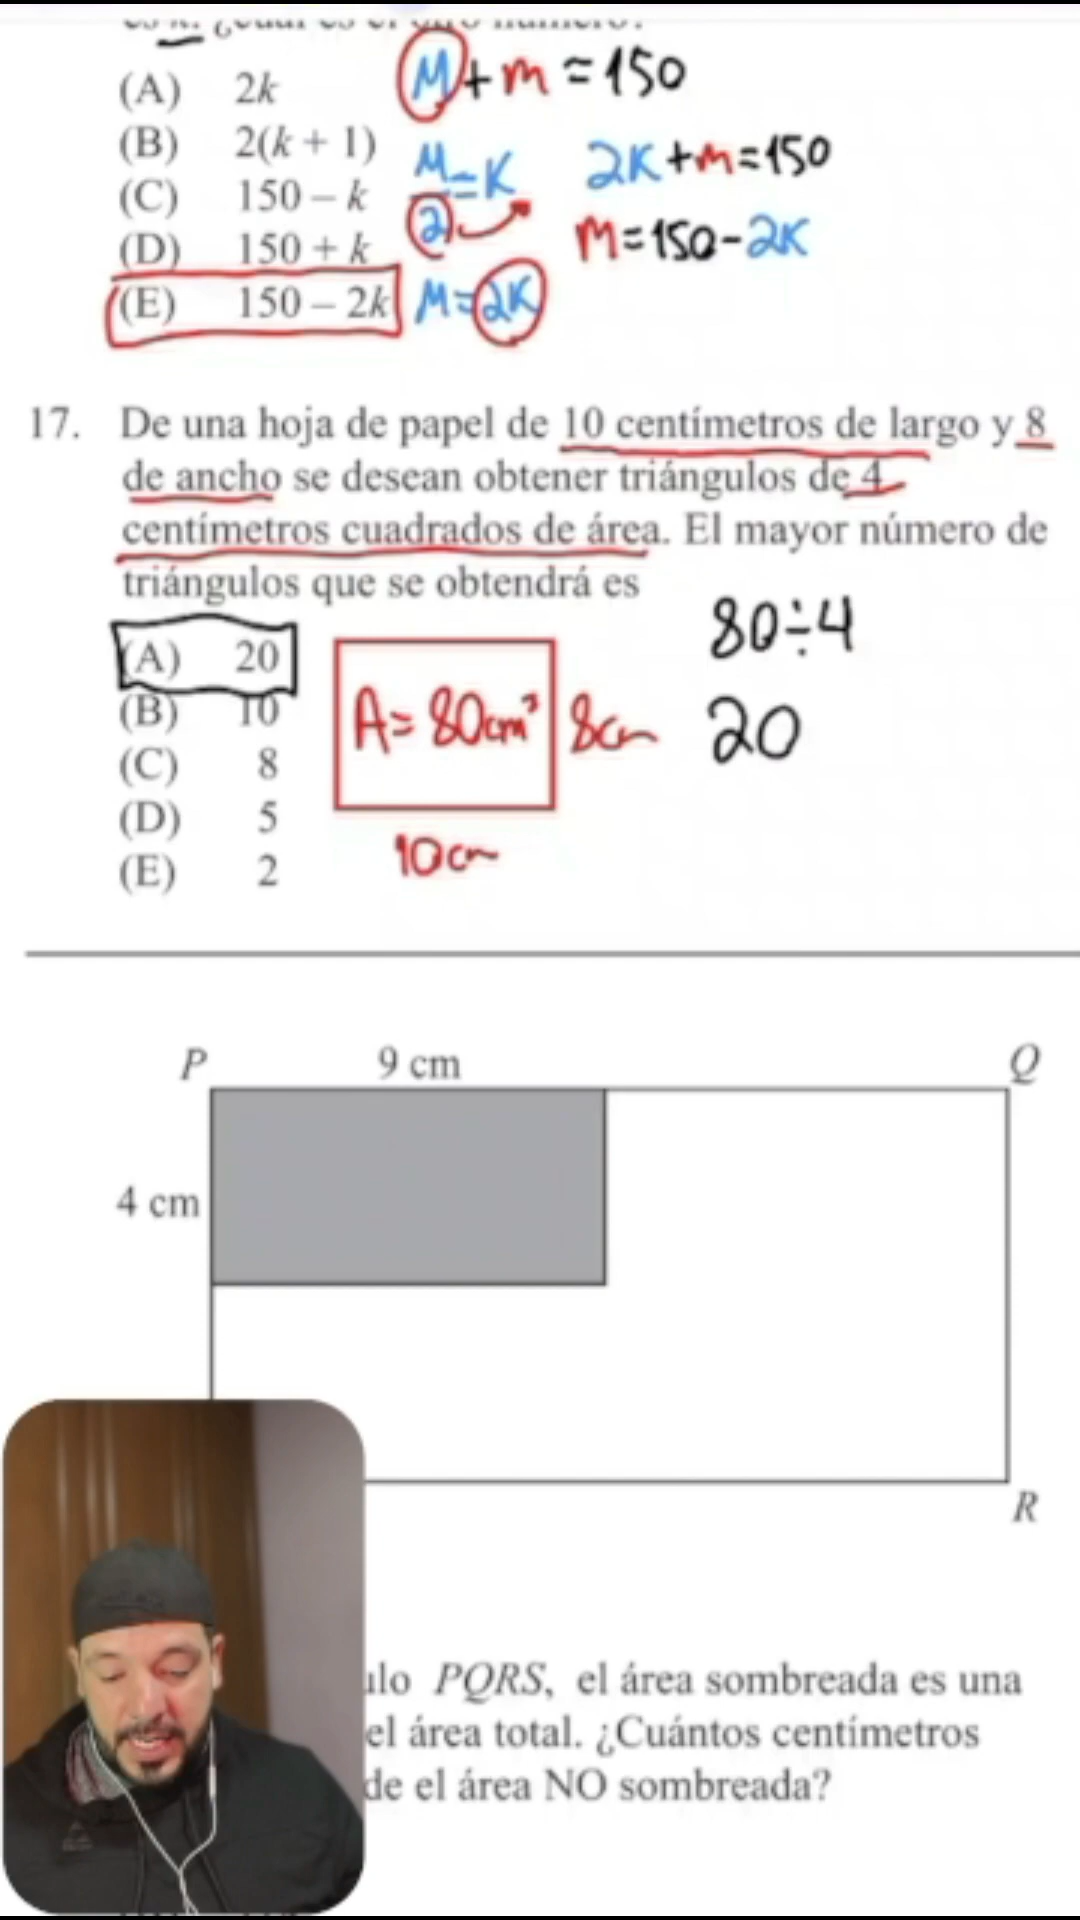 (A) 2k
M + m = 150
(B) 2(k + 1)
M = K
2K + m = 150
(C) 150 – k
2
m = 150 - 2K
(D) 150 + k
(E) 150 – 2k
M = 2K
17. De una hoja de papel de 10 centímetros de largo y 8
de ancho se desean obtener triángulos de 4
centímetros cuadrados de área. El mayor número de
triángulos que se obtendrá es
80÷4
(A) 20
(B) 10
A= 80cm²
8cm
20
(C) 8
(D) 5
10cm
(E) 2
P 9 cm Q
4 cm
R
PQRS, el área sombreada es una
el área total. ¿Cuántos centímetros
de el área NO sombreada?